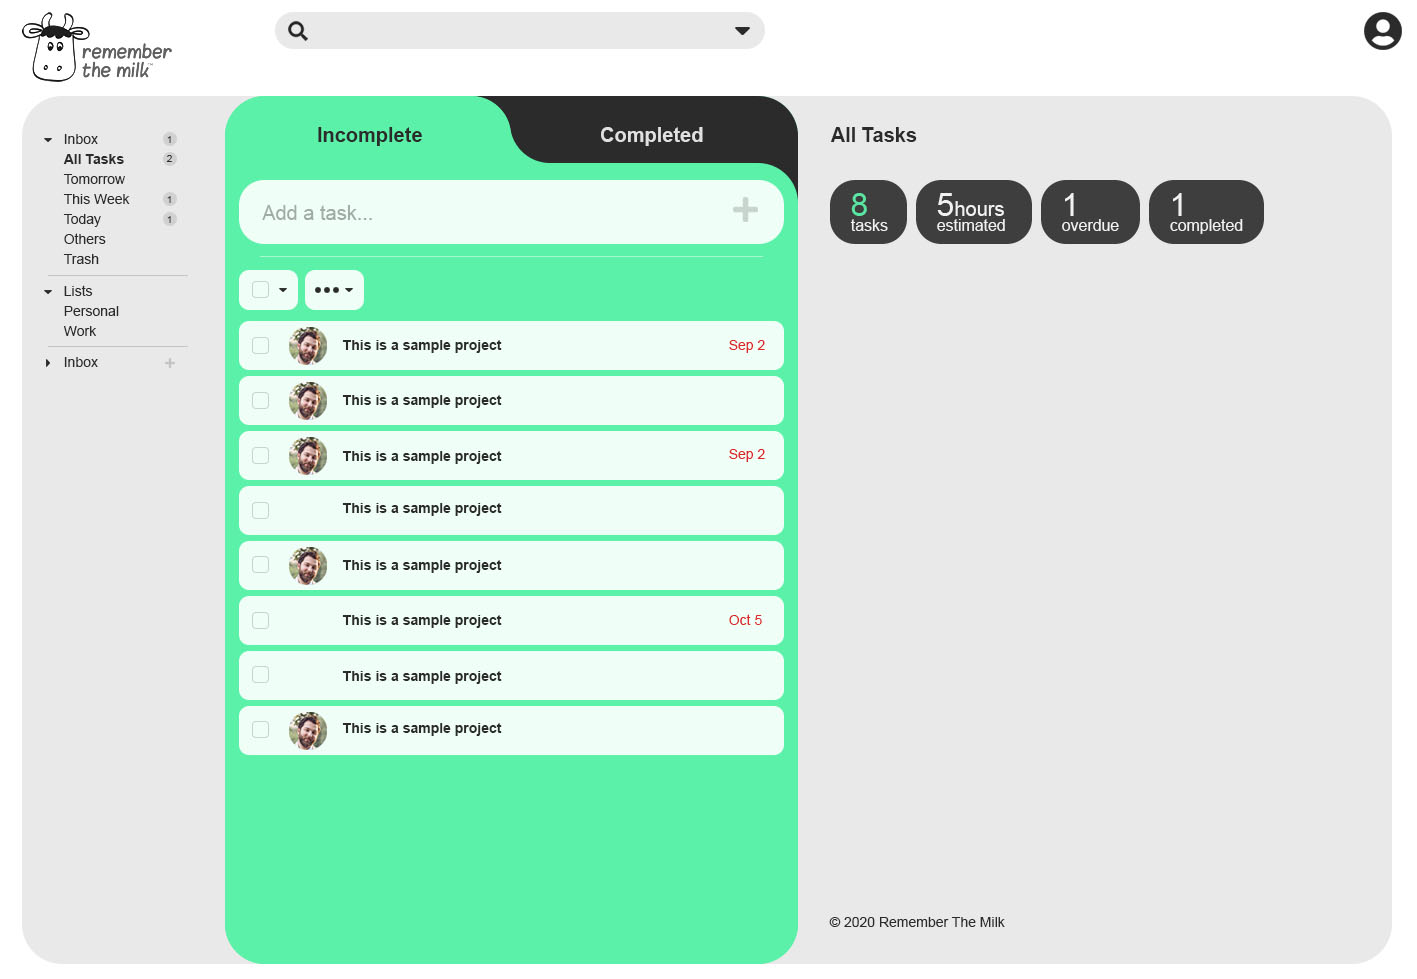 remember
the milk™
Inbox 1
All Tasks 2
Tomorrow
This Week 1
Today 1
Others
Trash
Lists
Personal
Work
Inbox
Incomplete
Completed
Add a task...
This is a sample project Sep 2
This is a sample project
This is a sample project Sep 2
This is a sample project
This is a sample project
This is a sample project Oct 5
This is a sample project
This is a sample project
All Tasks
8
tasks
5hours
estimated
1
overdue
1
completed
© 2020 Remember The Milk